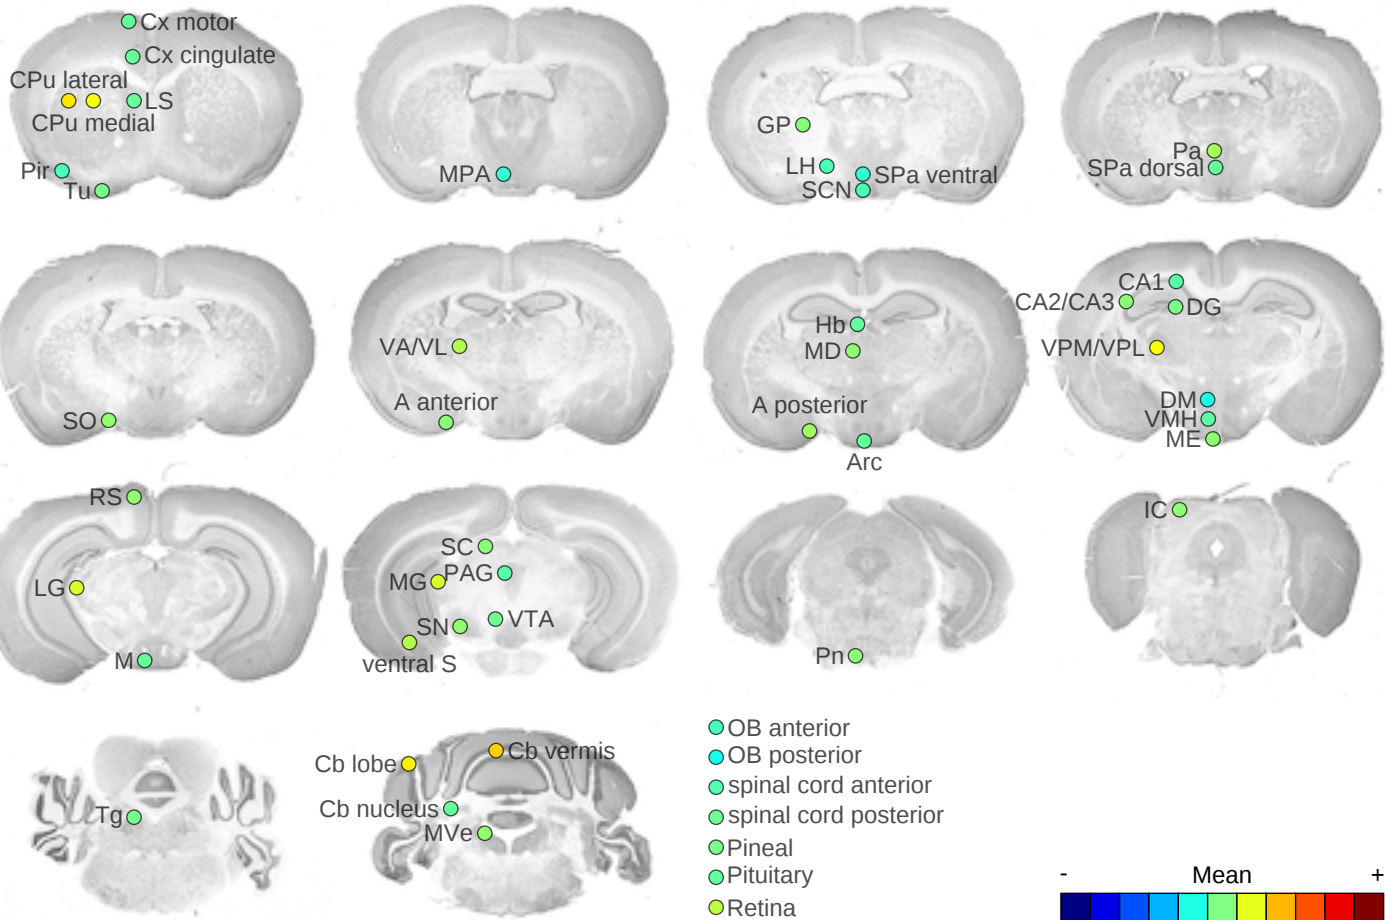 Cx motor
Cx cingulate
CPu lateral
LS
CPu medial
Pir
Tu
MPA
GP
LH
SPa ventral
SCN
Pa
SPa dorsal
SO
VA/VL
A anterior
Hb
MD
A posterior
Arc
CA1
CA2/CA3
DG
VPM/VPL
DM
VMH
ME
RS
LG
M
SC
PAG
MG
VTA
SN
ventral S
Pn
IC
Tg
Cb vermis
Cb lobe
Cb nucleus
MVe
OB anterior
OB posterior
spinal cord anterior
spinal cord posterior
Pineal
Pituitary
Retina
- Mean +